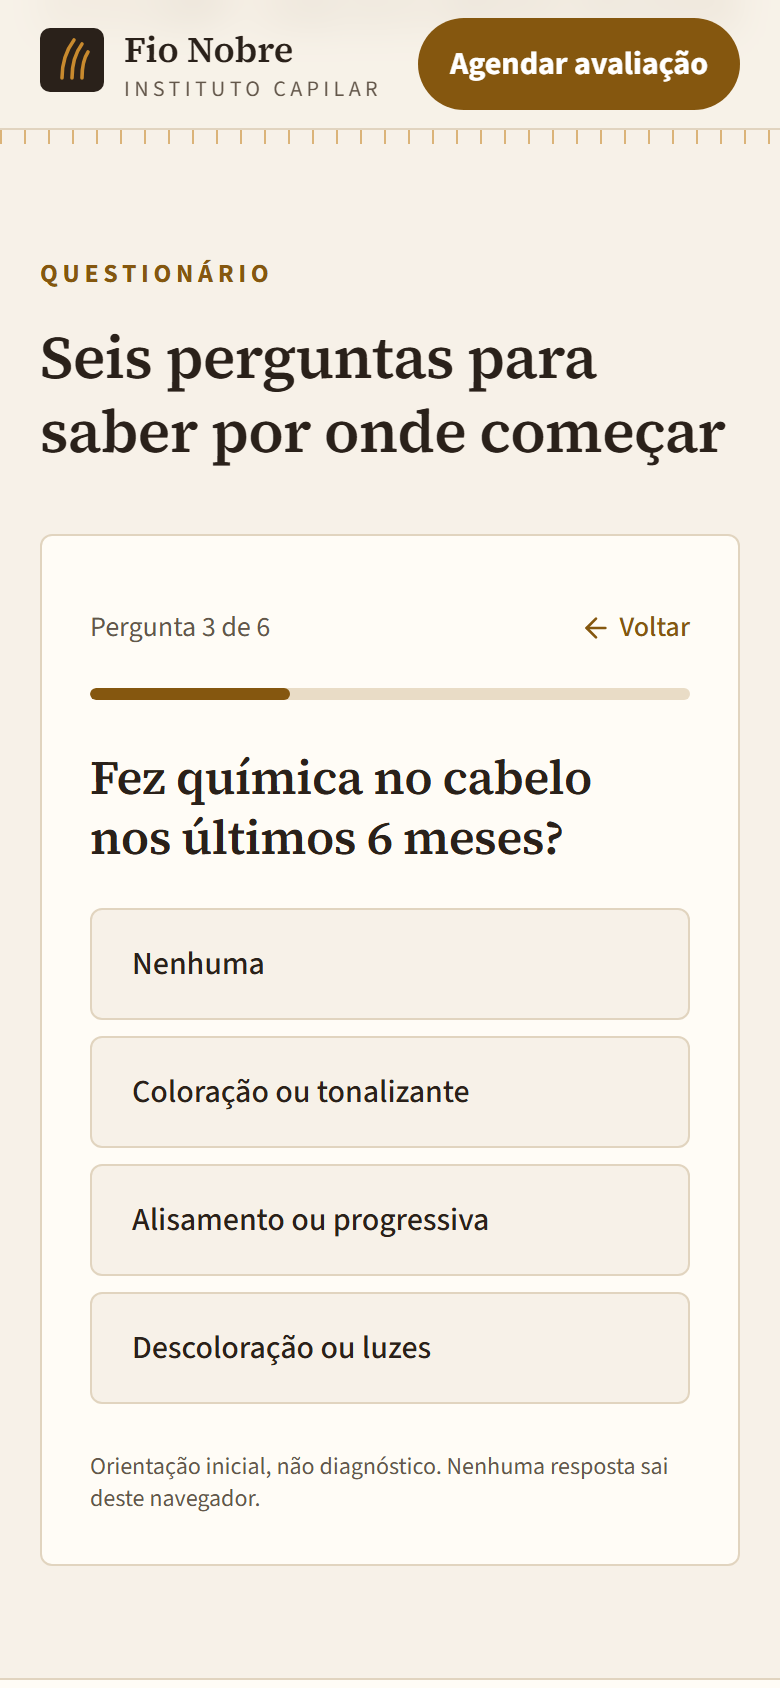 Fio Nobre
INSTITUTO CAPILAR
Agendar avaliação
QUESTIONÁRIO
Seis perguntas para
saber por onde começar
Pergunta 3 de 6
← Voltar
Fez química no cabelo
nos últimos 6 meses?
Nenhuma
Coloração ou tonalizante
Alisamento ou progressiva
Descoloração ou luzes
Orientação inicial, não diagnóstico. Nenhuma resposta sai
deste navegador.